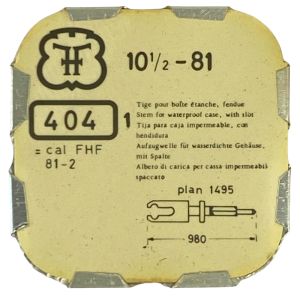 FH
10½-81
404 1
= cal FHF
81-2
Tige pour boîte étanche, fendue
Stem for waterproof case, with slot
Tija para caja impermeable, con
hendidura
Aufzugwelle für wasserdichte Gehäuse,
mit Spalte
Albero di carica per cassa impermeabile
spaccato
plan 1495
980